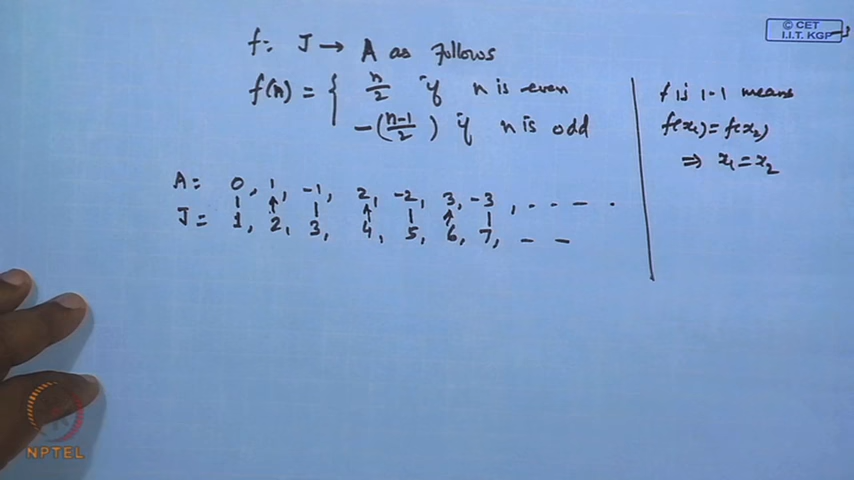 © CET
I.I.T. KGP
f: J → A as follows
f(n) = { n/2 if n is even
-(n-1/2) if n is odd
f is 1-1 means
f(x₁) = f(x₂)
⇒ x₁ = x₂
A: 0, 1, -1, 2, -2, 3, -3, - - - .
J = 1, 2, 3, 4, 5, 6, 7, - -
NPTEL